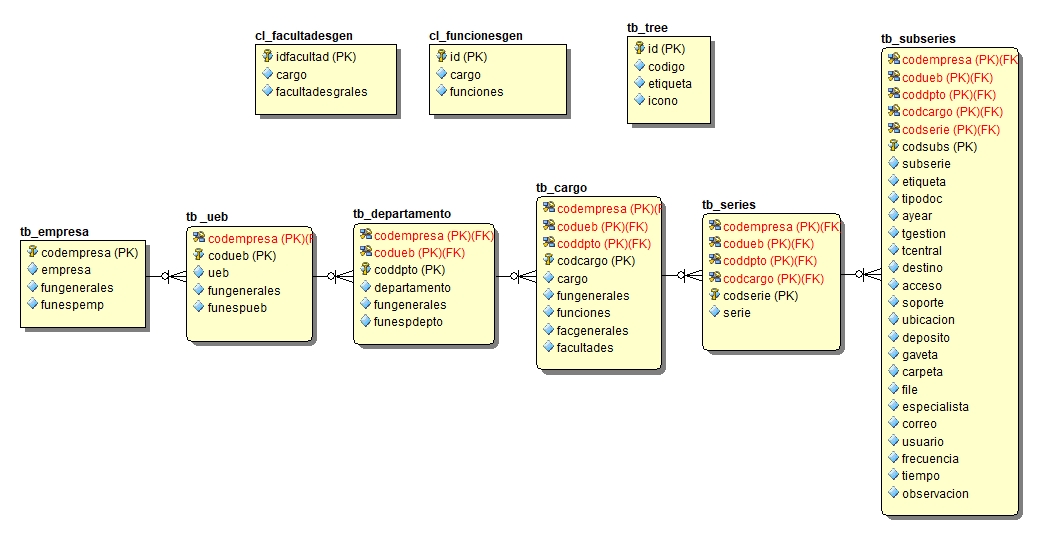 cl_facultadesgen
idfacultad (PK)
cargo
facultadesgrales
cl_funcionesgen
id (PK)
cargo
funciones
tb_tree
id (PK)
codigo
etiqueta
icono
tb_empresa
codempresa (PK)
empresa
fungenerales
funespemp
tb _ueb
codempresa (PK)(F
codueb (PK)
ueb
fungenerales
funespueb
tb_departamento
codempresa (PK)(FK)
codueb (PK)(FK)
coddpto (PK)
departamento
fungenerales
funespdepto
tb_cargo
codempresa (PK)(F
codueb (PK)(FK)
coddpto (PK)(FK)
codcargo (PK)
cargo
fungenerales
funciones
facgenerales
facultades
tb_series
codempresa (PK)(FK)
codueb (PK)(FK)
coddpto (PK)(FK)
codcargo (PK)(FK)
codserie (PK)
serie
tb_subseries
codempresa (PK)(FK
codueb (PK)(FK)
coddpto (PK)(FK)
codcargo (PK)(FK)
codserie (PK)(FK)
codsubs (PK)
subserie
etiqueta
tipodoc
ayear
tgestion
tcentral
destino
acceso
soporte
ubicacion
deposito
gaveta
carpeta
file
especialista
correo
usuario
frecuencia
tiempo
observacion